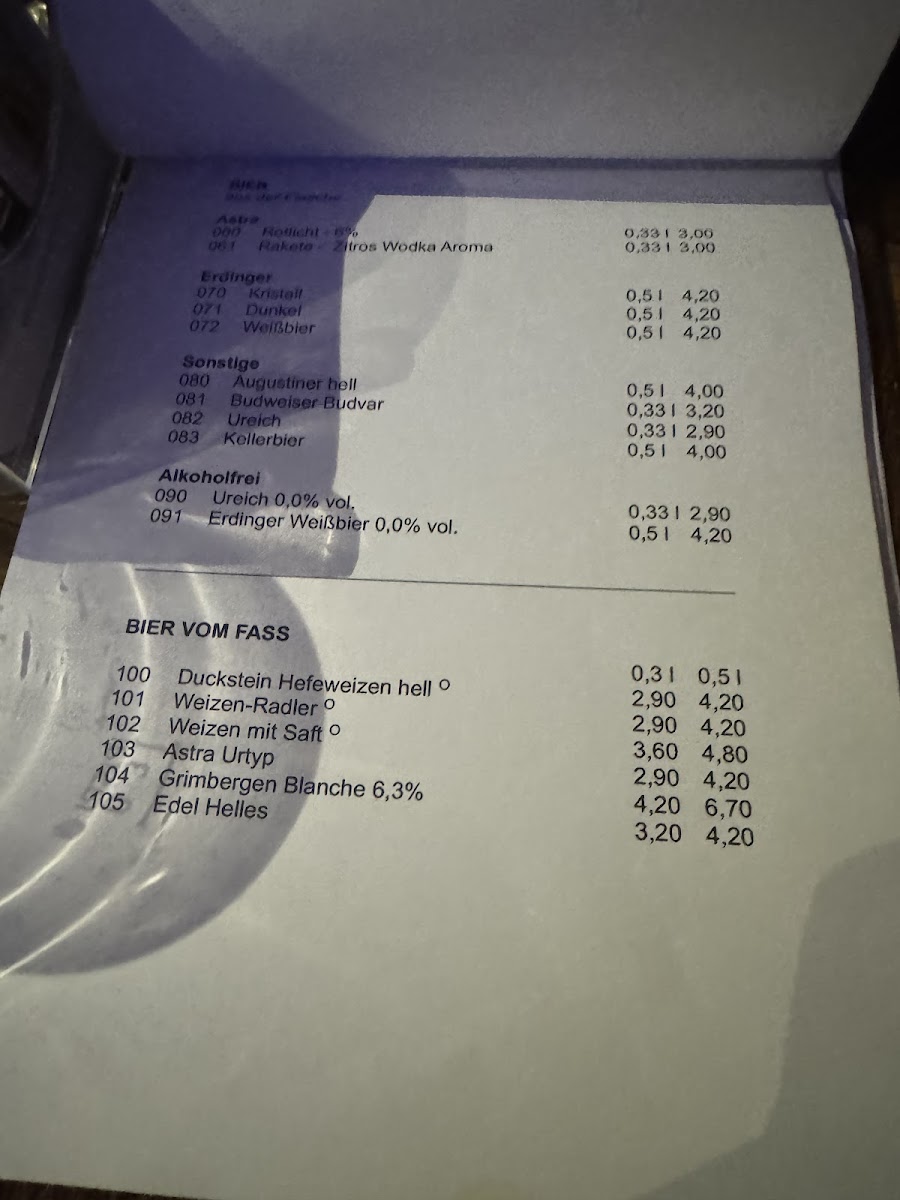 BIER
aus der Flasche
Astra
060 Rotlicht - 6% 0,33 l 3,00
061 Rakete - Zitros Wodka Aroma 0,33 l 3,00
Erdinger
070 Kristall 0,5 l 4,20
071 Dunkel 0,5 l 4,20
072 Weißbier 0,5 l 4,20
Sonstige
080 Augustiner hell 0,5 l 4,00
081 Budweiser Budvar 0,33 l 3,20
082 Ureich 0,33 l 2,90
083 Kellerbier 0,5 l 4,00
Alkoholfrei
090 Ureich 0,0% vol. 0,33 l 2,90
091 Erdinger Weißbier 0,0% vol. 0,5 l 4,20
BIER VOM FASS
0,3 l 0,5 l
100 Duckstein Hefeweizen hell º 2,90 4,20
101 Weizen-Radler º 2,90 4,20
102 Weizen mit Saft º 3,60 4,80
103 Astra Urtyp 2,90 4,20
104 Grimbergen Blanche 6,3% 4,20 6,70
105 Edel Helles 3,20 4,20